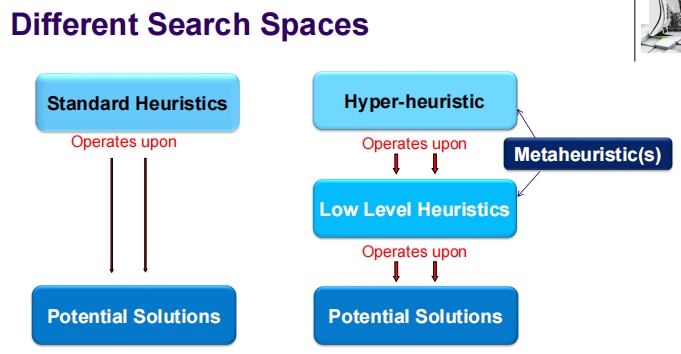 Different Search Spaces
Standard Heuristics
Operates upon
Potential Solutions
Hyper-heuristic
Operates upon
Metaheuristic(s)
Low Level Heuristics
Operates upon
Potential Solutions